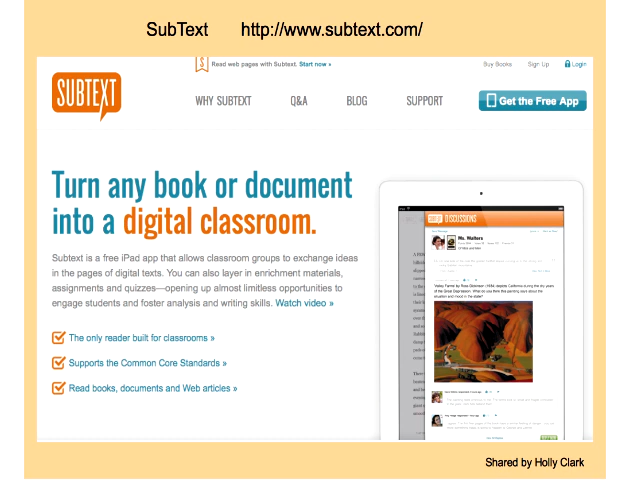 SubText http://www.subtext.com/
Read web pages with Subtext. Start now »
Buy Books Sign Up Login
SUBTEXT
WHY SUBTEXT Q&A BLOG SUPPORT
Get the Free App
Turn any book or document
into a digital classroom.
Subtext is a free iPad app that allows classroom groups to exchange ideas
in the pages of digital texts. You can also layer in enrichment materials,
assignments and quizzes—opening up almost limitless opportunities to
engage students and foster analysis and writing skills. Watch video »
The only reader built for classrooms »
Supports the Common Core Standards »
Read books, documents and Web articles »
DISCUSSIONS
Ms. Walters
Shared by Holly Clark